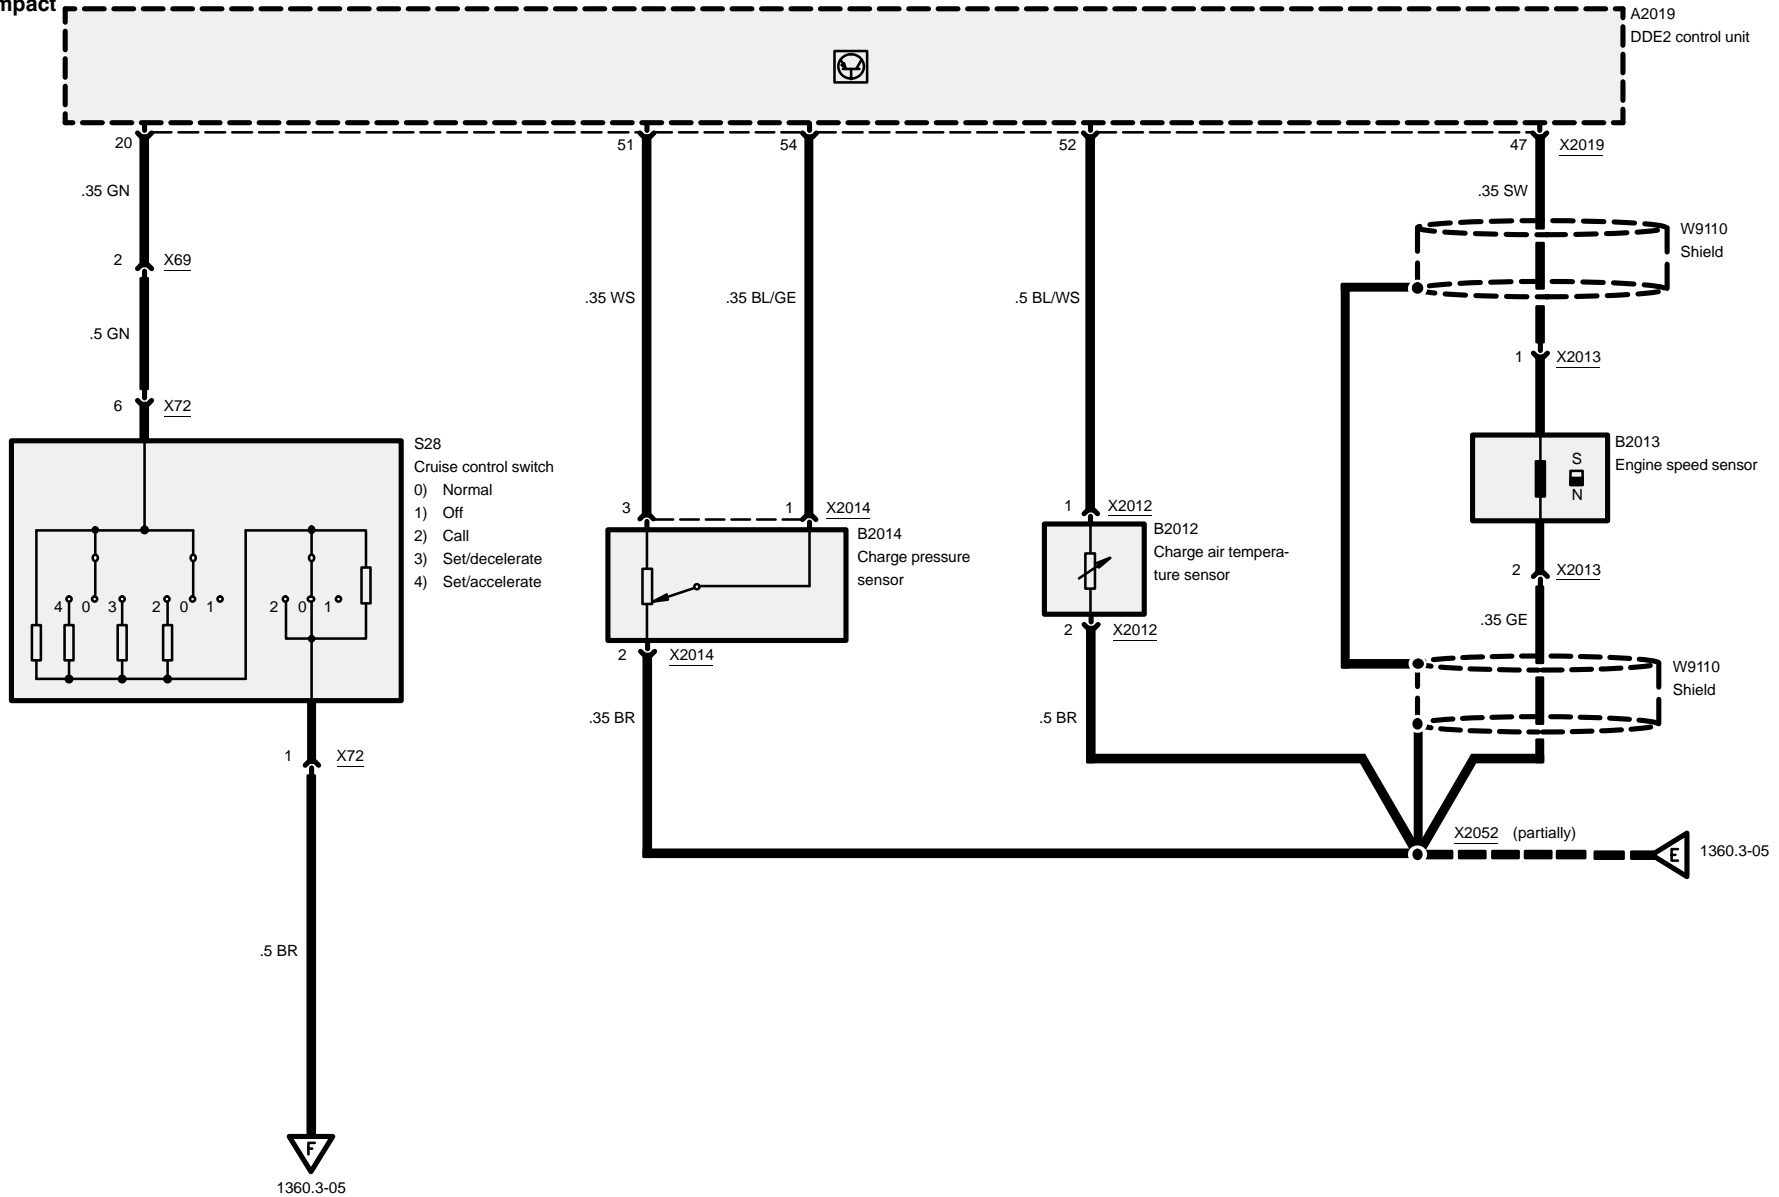 A2019
DDE2 control unit
20
51
54
52
47
X2019
.35 GN
.35 SW
W9110
Shield
2
X69
.35 WS
.35 BL/GE
.5 BL/WS
.5 GN
1
X2013
6
X72
S28
Cruise control switch
0) Normal
1) Off
2) Call
3) Set/decelerate
4) Set/accelerate
B2013
Engine speed sensor
S
N
3
1
X2014
1
X2012
B2014
Charge pressure
sensor
B2012
Charge air tempera-
ture sensor
2
X2013
4 0 3 2 0 1 2 0 1
.35 GE
2
X2014
2
X2012
W9110
Shield
.35 BR
.5 BR
1
X72
X2052 (partially)
E
1360.3-05
.5 BR
F
1360.3-05